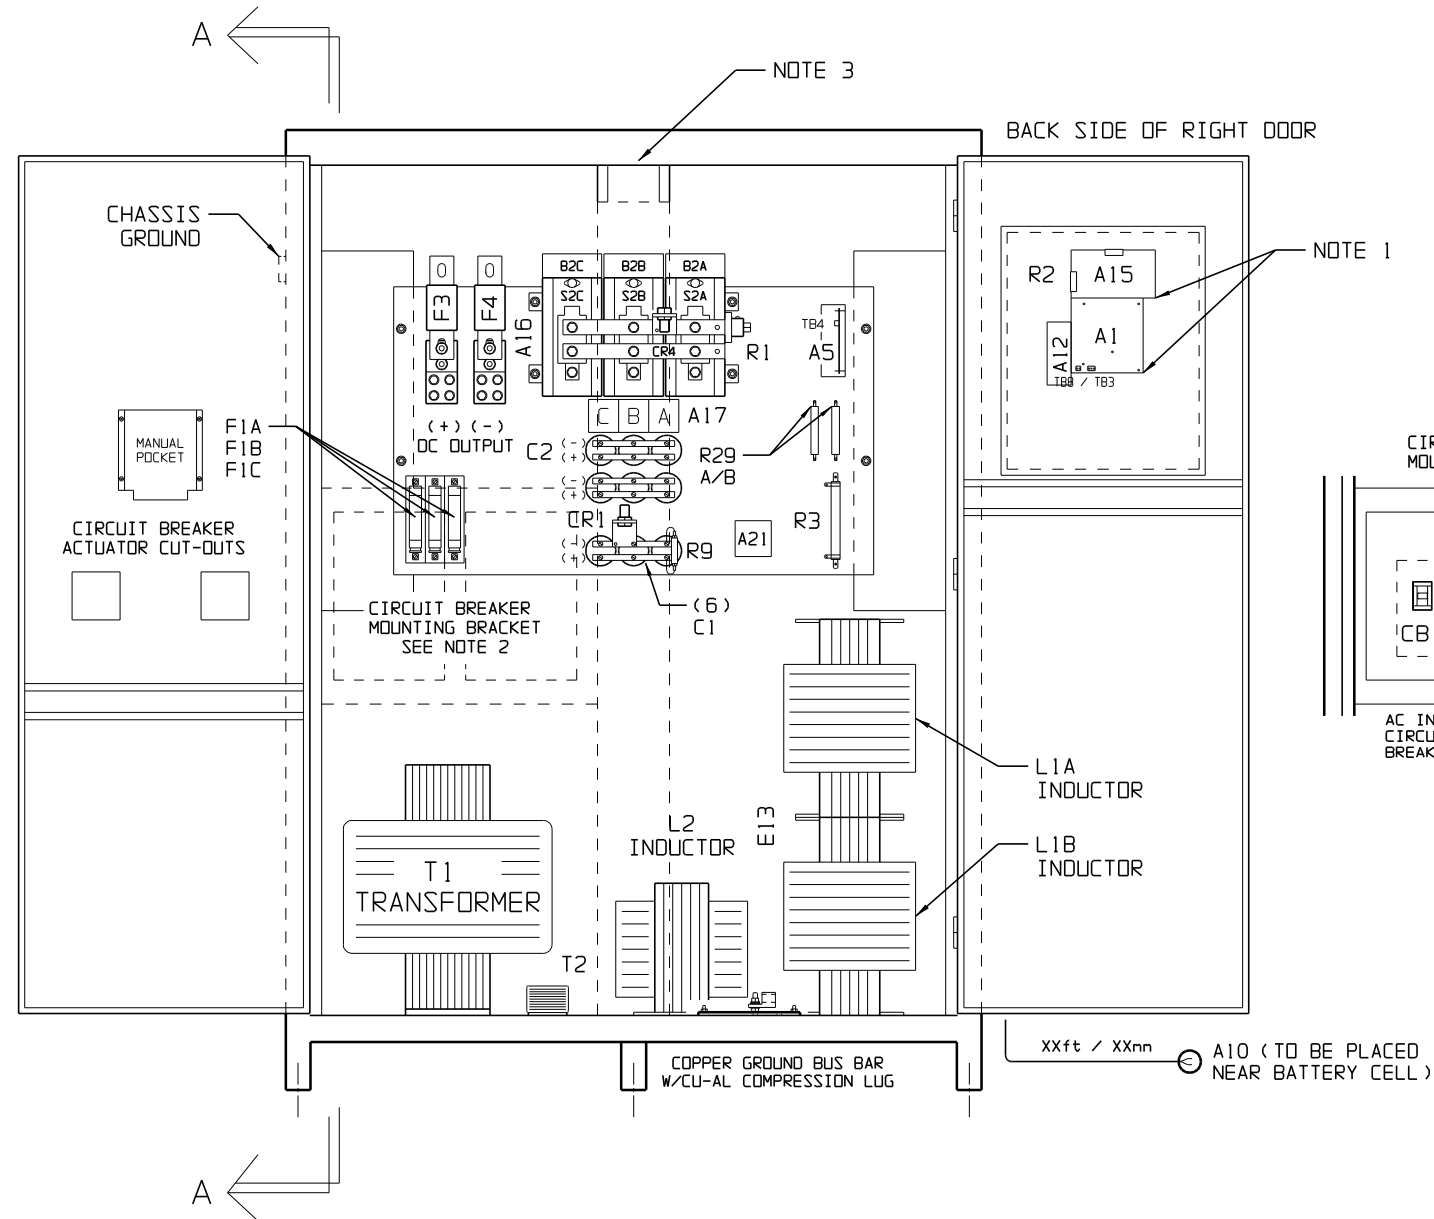 A
NOTE 3
BACK SIDE OF RIGHT DOOR
CHASSIS
GROUND
NOTE 1
B2C
B2B
B2A
S2C
S2B
S2A
F3
F4
A16
CR4
R1
TB4
A5
R2
A15
A12
A1
TB8 / TB3
(+) (-)
DC OUTPUT
C
B
A
A17
C2
(-)
(+)
(-)
(+)
R29
A/B
F1A
F1B
F1C
MANUAL
POCKET
CIRCUIT BREAKER
ACTUATOR CUT-OUTS
CR1
(-)
(+)
R9
A21
R3
(6)
C1
CIRCUIT BREAKER
MOUNTING BRACKET
SEE NOTE 2
CIR
MOU
CB
AC IN
CIRCU
BREAK
L1A
INDUCTOR
L2
INDUCTOR
E13
L1B
INDUCTOR
T1
TRANSFORMER
T2
COPPER GROUND BUS BAR
W/CU-AL COMPRESSION LUG
XXft / XXmm
A10 (TO BE PLACED
NEAR BATTERY CELL)
A